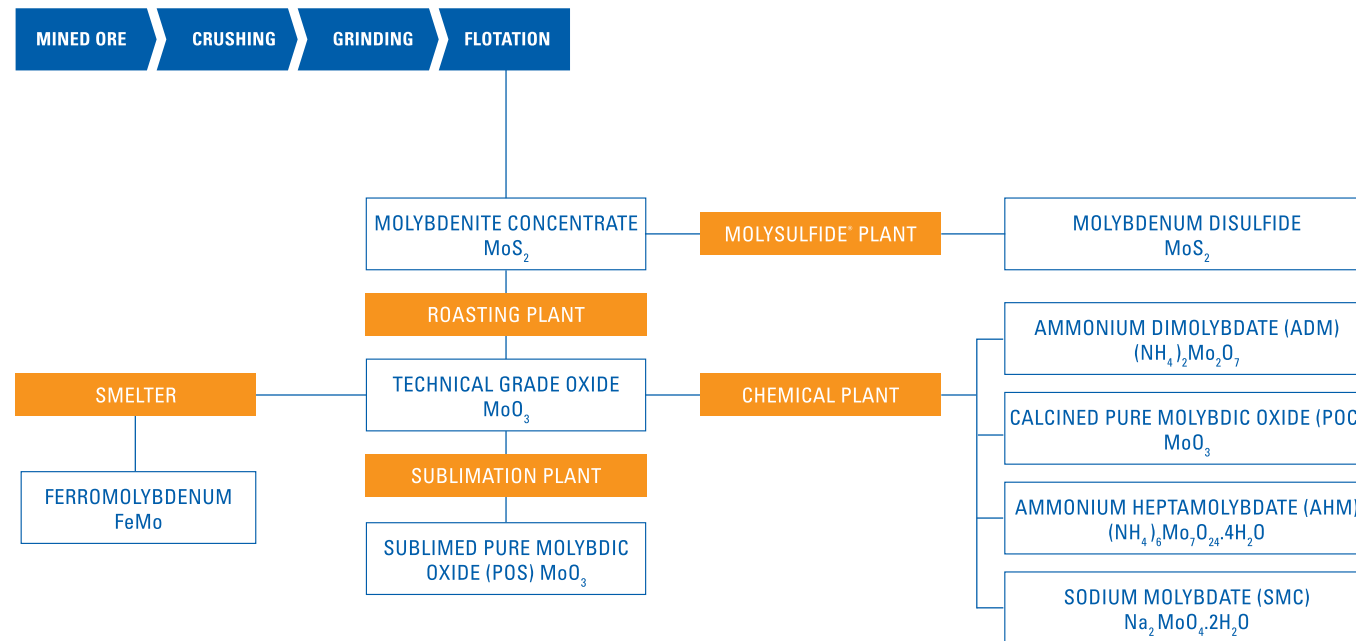 MINED ORE
CRUSHING
GRINDING
FLOTATION
MOLYBDENITE CONCENTRATE
MoS₂
MOLYSULFIDE® PLANT
MOLYBDENUM DISULFIDE
MoS₂
ROASTING PLANT
SMELTER
TECHNICAL GRADE OXIDE
MoO₃
CHEMICAL PLANT
AMMONIUM DIMOLYBDATE (ADM)
(NH₄)₂Mo₂O₇
CALCINED PURE MOLYBDIC OXIDE (POC
MoO₃
SUBLIMATION PLANT
FERROMOLYBDENUM
FeMo
SUBLIMED PURE MOLYBDIC
OXIDE (POS) MoO₃
AMMONIUM HEPTAMOLYBDATE (AHM)
(NH₄)₆Mo₇O₂₄.4H₂O
SODIUM MOLYBDATE (SMC)
Na₂MoO₄.2H₂O